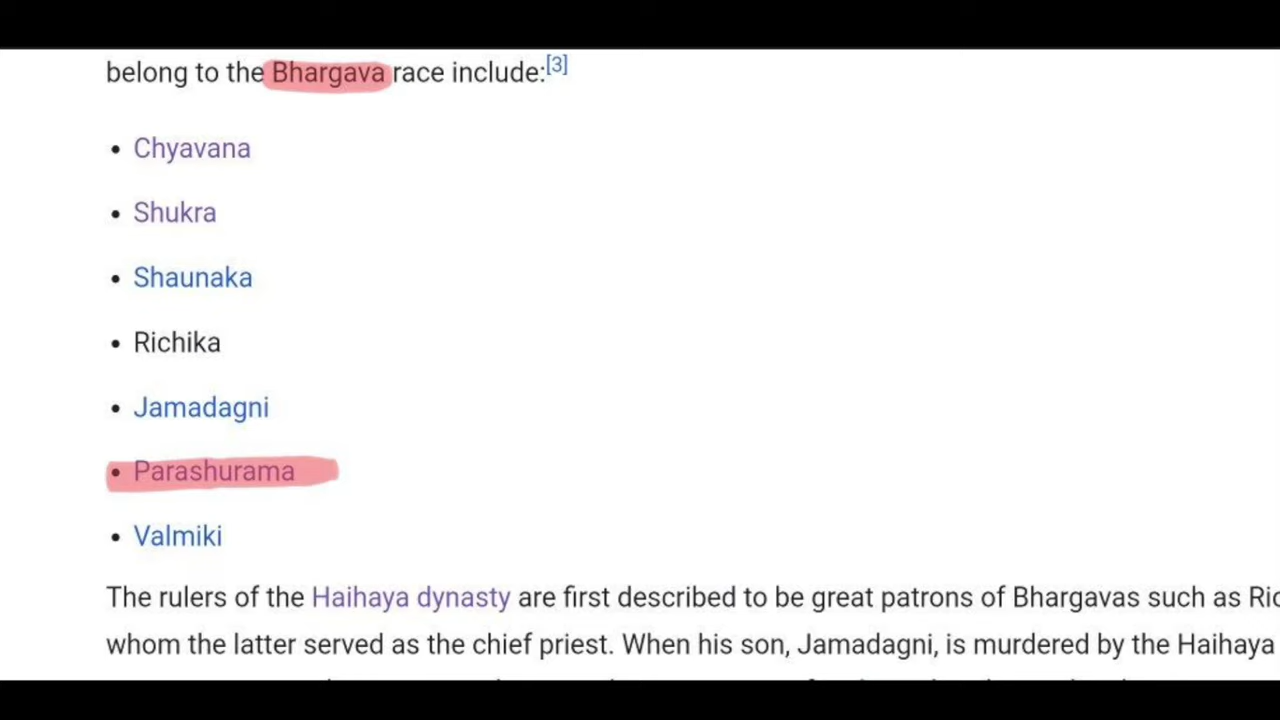 belong to the Bhargava race include:[3]
• Chyavana
• Shukra
• Shaunaka
• Richika
• Jamadagni
• Parashurama
• Valmiki
The rulers of the Haihaya dynasty are first described to be great patrons of Bhargavas such as
whom the latter served as the chief priest. When his son, Jamadagni, is murdered by the Haihaya